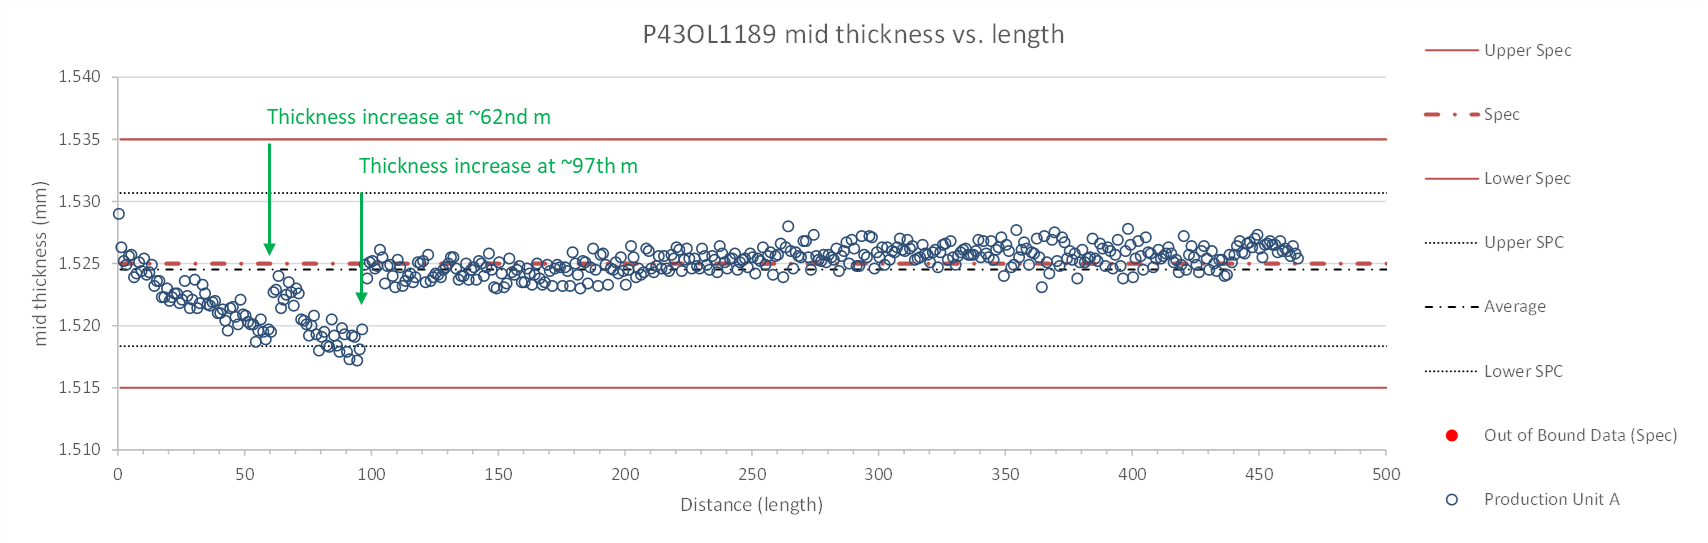 P43OL1189 mid thickness vs. length
Upper Spec
1.540
Thickness increase at ~62nd m
Spec
1.535
Thickness increase at ~97th m
Lower Spec
1.530
mid thickness (mm)
Upper SPC
1.525
Average
1.520
Lower SPC
1.515
Out of Bound Data (Spec)
1.510
0 50 100 150 200 250 300 350 400 450 500
Production Unit A
Distance (length)